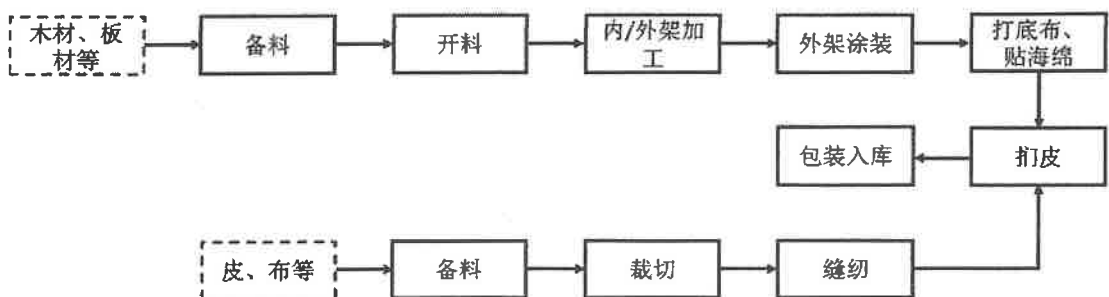 木材、板
材等
备料
开料
内/外架加
工
外架涂装
打底布、
贴海绵
包装入库
扪皮
皮、布等
备料
裁切
缝纫